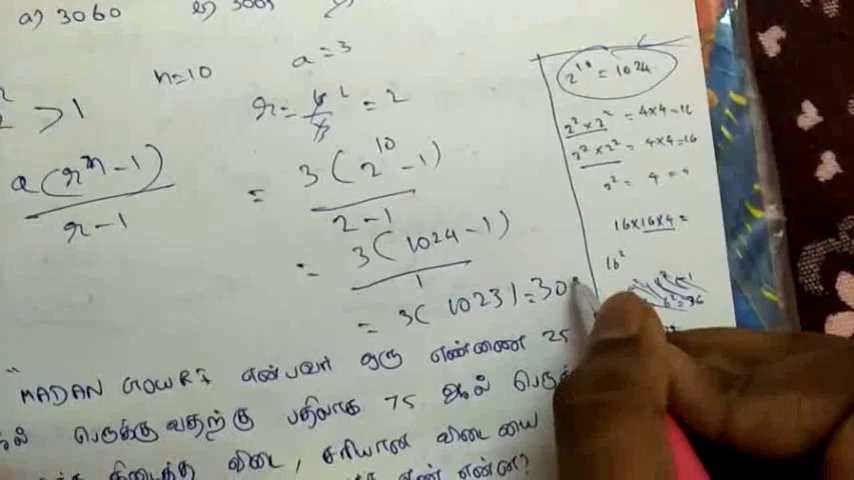 a) 3060
n=10
a=3
>1
r = 6/3 = 2
a(rⁿ-1)/r-1
= 3(2¹⁰-1)/2-1
= 3(1024-1)/1
= 3(1023)=30
2¹⁰ = 1024
2² × 2² = 4×4=16
2² × 2² = 4×4=16
2² = 4 =
16×16×4=
16²
"MADAN GOWRI என்பவர் ஒரு எண்ணை 25
பெருக்குவதற்கு பதிலாக 75 ஆல்
விடை, சரியான விடையை
எண் என்ன?